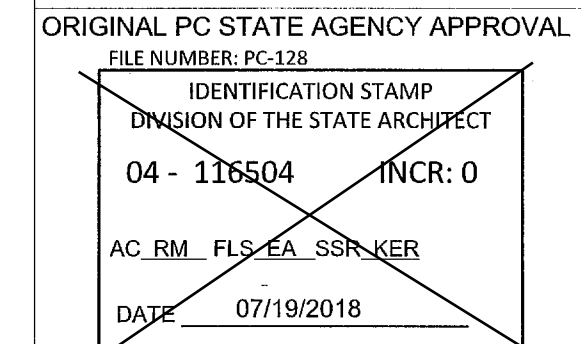 ORIGINAL PC STATE AGENCY APPROVAL
FILE NUMBER: PC-128
IDENTIFICATION STAMP
DIVISION OF THE STATE ARCHITECT
04 - 116504 INCR: 0
AC RM FLS EA SSR KER
DATE 07/19/2018